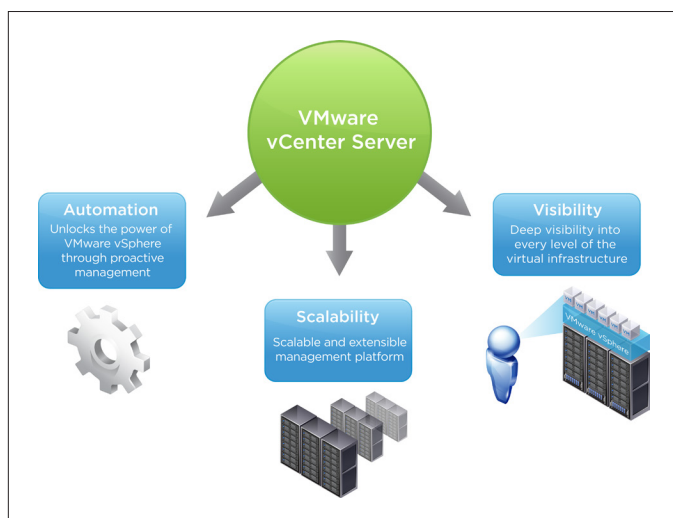 VMware
vCenter Server
Automation
Unlocks the power of
VMware vSphere
through proactive
management
Scalability
Scalable and extensible
management platform
Visibility
Deep visibility into
every level of the
virtual infrastructure
VMware vSphere